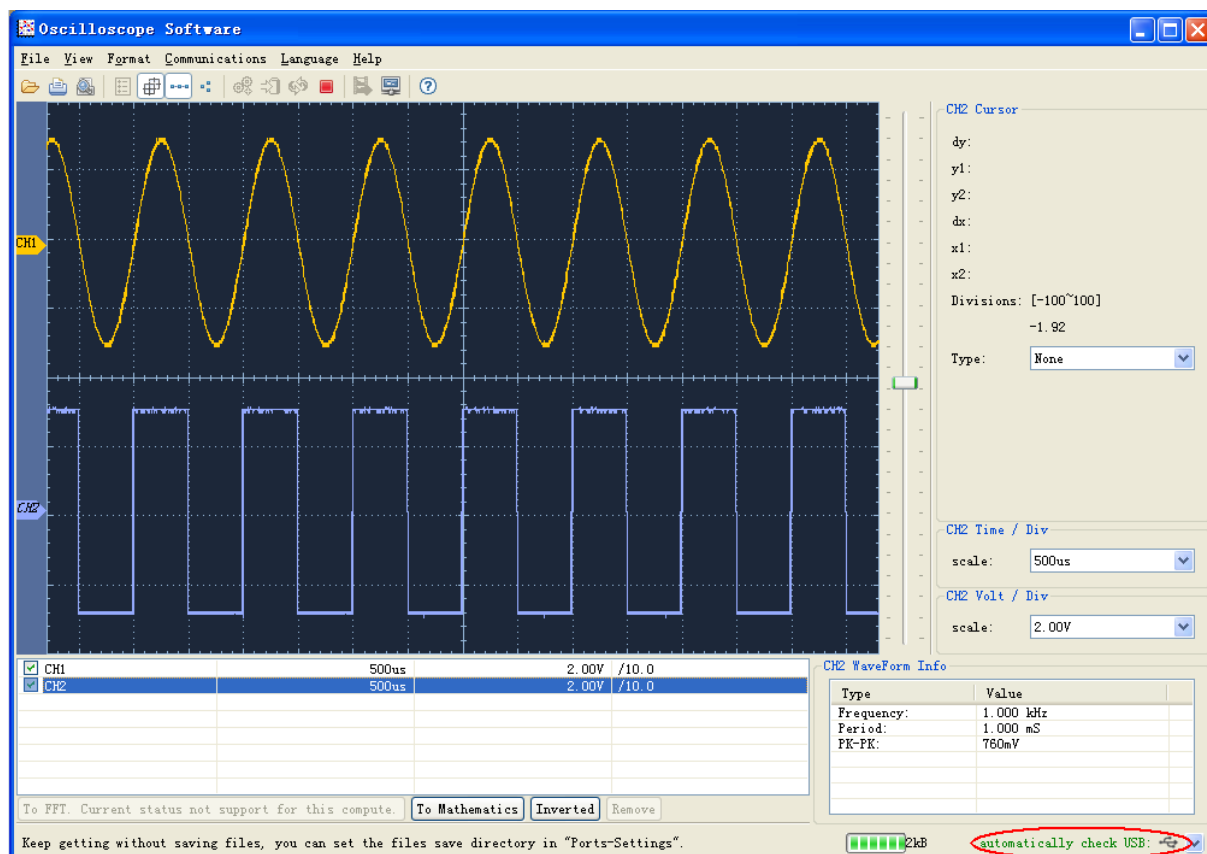 Oscilloscope Software
File View Format Communications Language Help
CH1
CH2
CH2 Cursor
dy:
y1:
y2:
dx:
x1:
x2:
Divisions: [-100~100]
-1.92
Type: None
CH2 Time / Div
scale: 500us
CH2 Volt / Div
scale: 2.00V
CH1 500us 2.00V /10.0
CH2 500us 2.00V /10.0
CH2 WaveForm Info
Type Value
Frequency: 1.000 kHz
Period: 1.000 mS
PK-PK: 760mV
To FFT. Current status not support for this compute. To Mathematics Inverted Remove
Keep getting without saving files, you can set the files save directory in "Ports-Settings". 2kB automatically check USB: